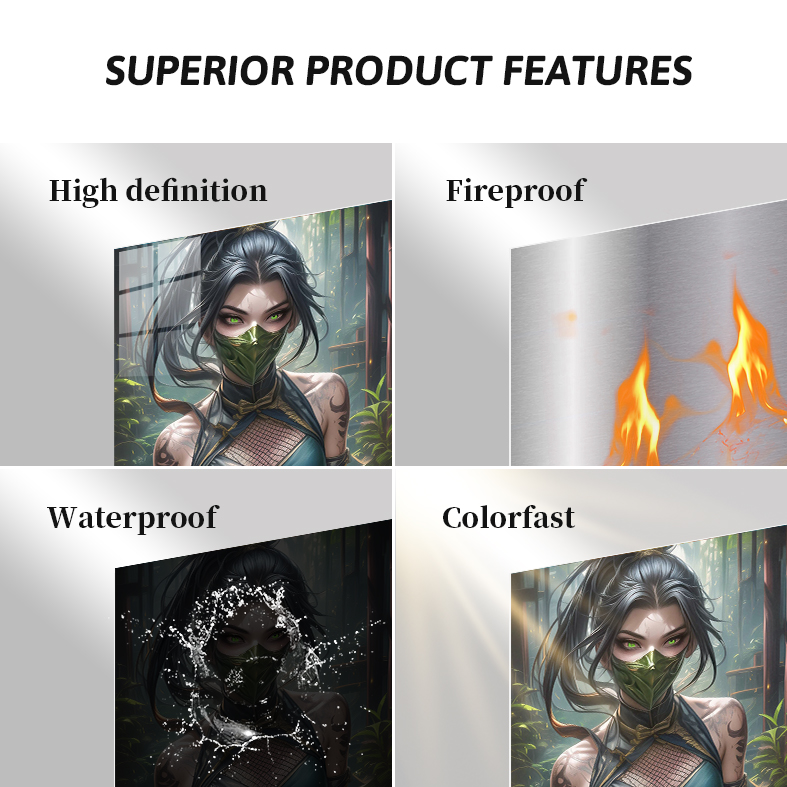 SUPERIOR PRODUCT FEATURES
High definition
Fireproof
Waterproof
Colorfast